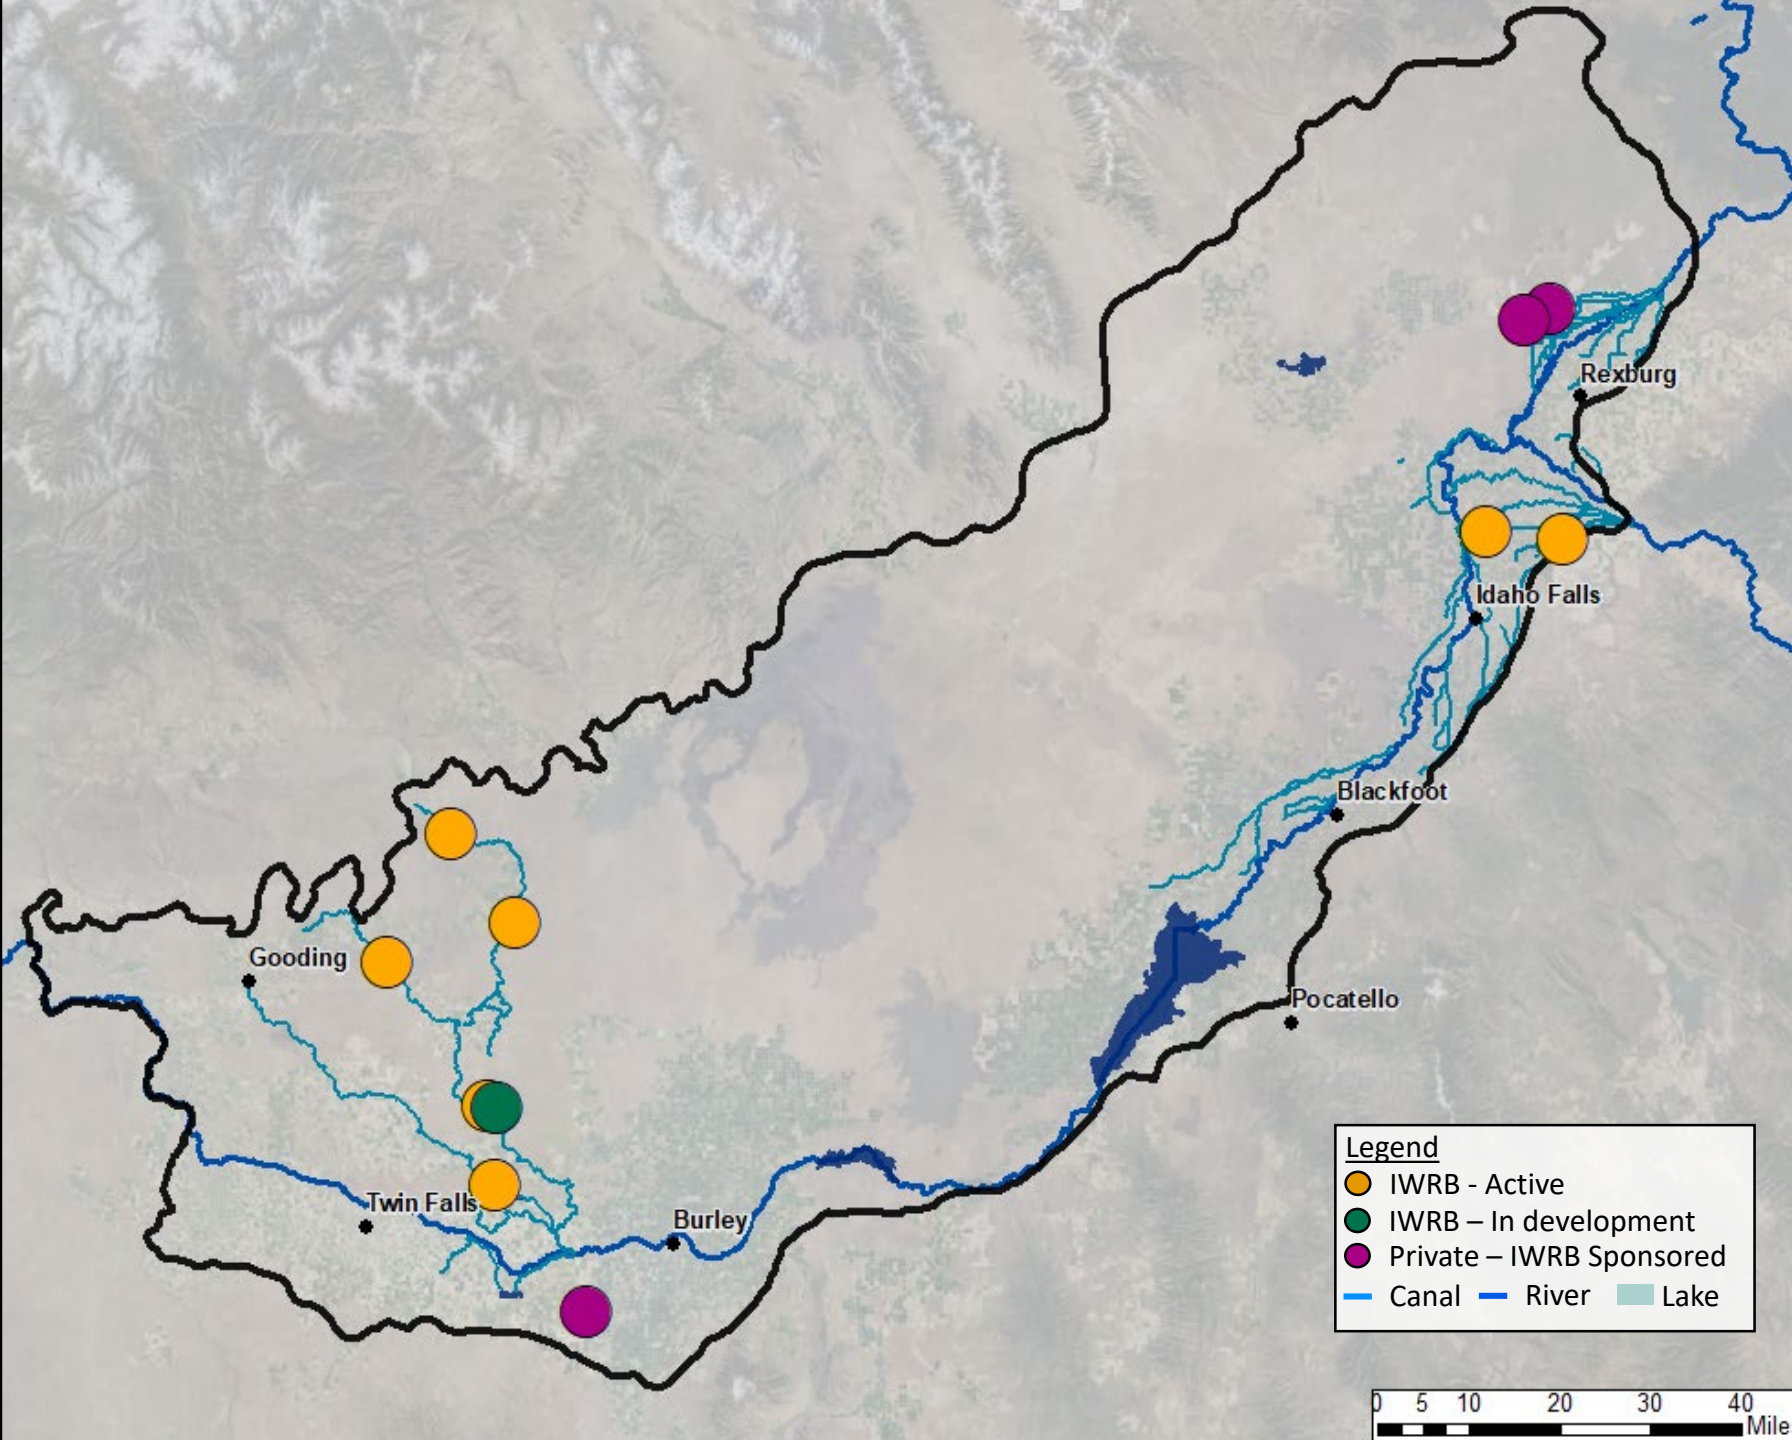 Rexburg
Idaho Falls
Blackfoot
Gooding
Pocatello
Twin Falls
Burley
Legend
IWRB - Active
IWRB – In development
Private – IWRB Sponsored
Canal River Lake
0 5 10 20 30 40
Mile